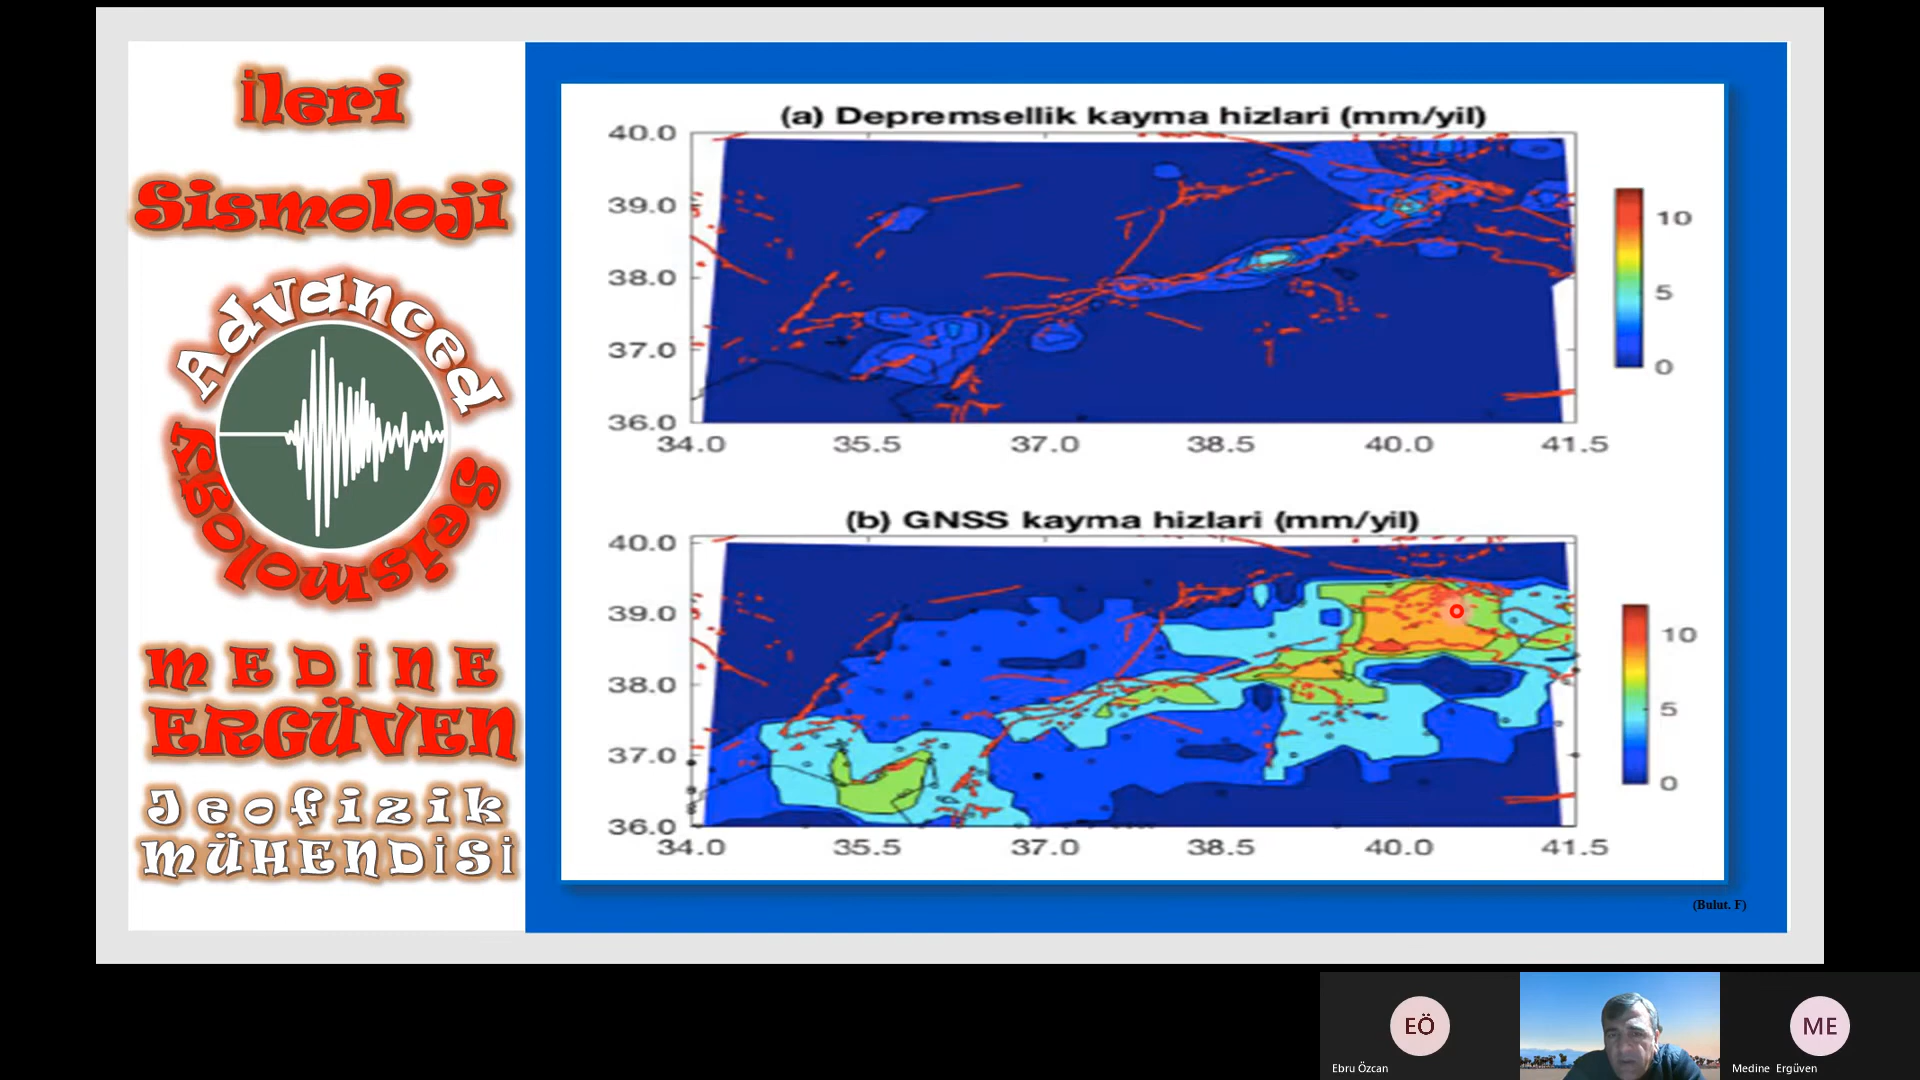 İleri
Sismoloji
Advanced
Seismology
MEDİNE
ERGÜVEN
Jeofizik
MÜHENDİSİ
(a) Depremsellik kayma hizlari (mm/yil)
40.0
39.0
38.0
37.0
36.0
34.0 35.5 37.0 38.5 40.0 41.5
10
5
0
(b) GNSS kayma hizlari (mm/yil)
40.0
39.0
38.0
37.0
36.0
34.0 35.5 37.0 38.5 40.0 41.5
10
5
0
(Bulut. F)
EÖ
Ebru Özcan
ME
Medine Ergüven